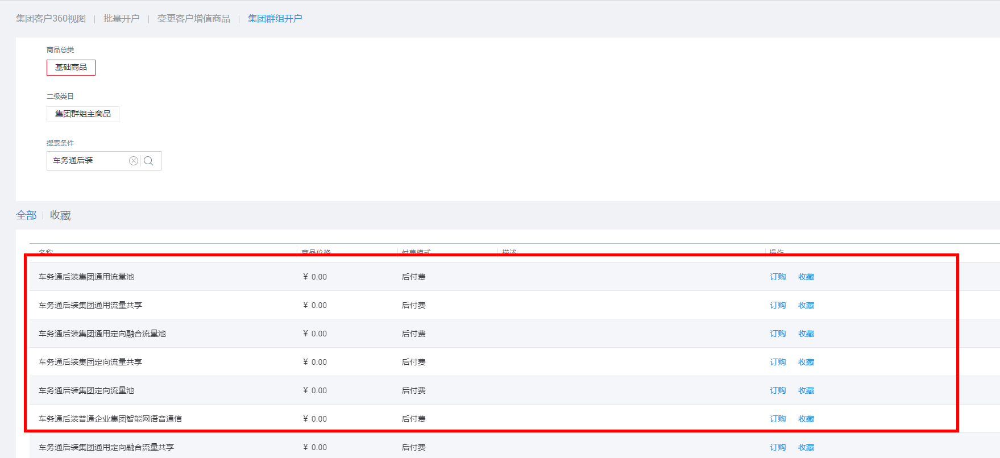 集团客户360视图 | 批量开户 | 变更客户增值商品 | 集团群组开户
商品总类
基础商品
二级类目
集团群组主商品
搜索条件
车务通后装
全部 | 收藏
名称 商品价格 付费模式 描述 操作
车务通后装集团通用流量池 ¥ 0.00 后付费 订购 收藏
车务通后装集团通用流量共享 ¥ 0.00 后付费 订购 收藏
车务通后装集团通用定向融合流量池 ¥ 0.00 后付费 订购 收藏
车务通后装集团定向流量共享 ¥ 0.00 后付费 订购 收藏
车务通后装集团定向流量池 ¥ 0.00 后付费 订购 收藏
车务通后装普通企业集团智能网语音通信 ¥ 0.00 后付费 订购 收藏
车务通后装集团通用定向融合流量共享 ¥ 0.00 后付费 订购 收藏